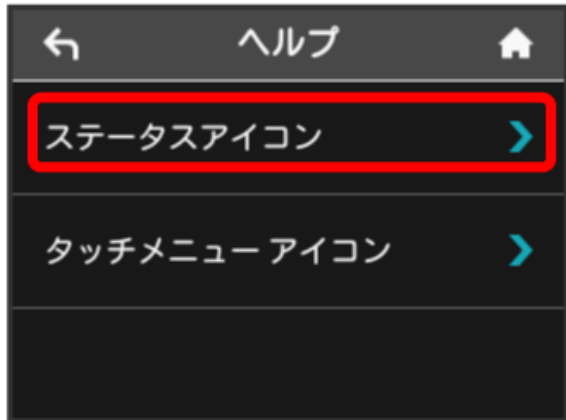 ヘルプ
ステータスアイコン
タッチメニュー アイコン